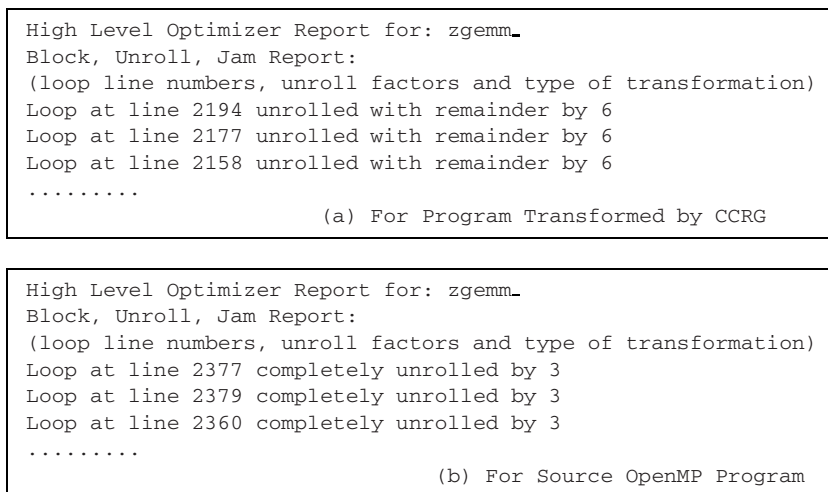 High Level Optimizer Report for: zgemm_
Block, Unroll, Jam Report:
(loop line numbers, unroll factors and type of transformation)
Loop at line 2194 unrolled with remainder by 6
Loop at line 2177 unrolled with remainder by 6
Loop at line 2158 unrolled with remainder by 6
.........
(a) For Program Transformed by CCRG
High Level Optimizer Report for: zgemm_
Block, Unroll, Jam Report:
(loop line numbers, unroll factors and type of transformation)
Loop at line 2377 completely unrolled by 3
Loop at line 2379 completely unrolled by 3
Loop at line 2360 completely unrolled by 3
.........
(b) For Source OpenMP Program